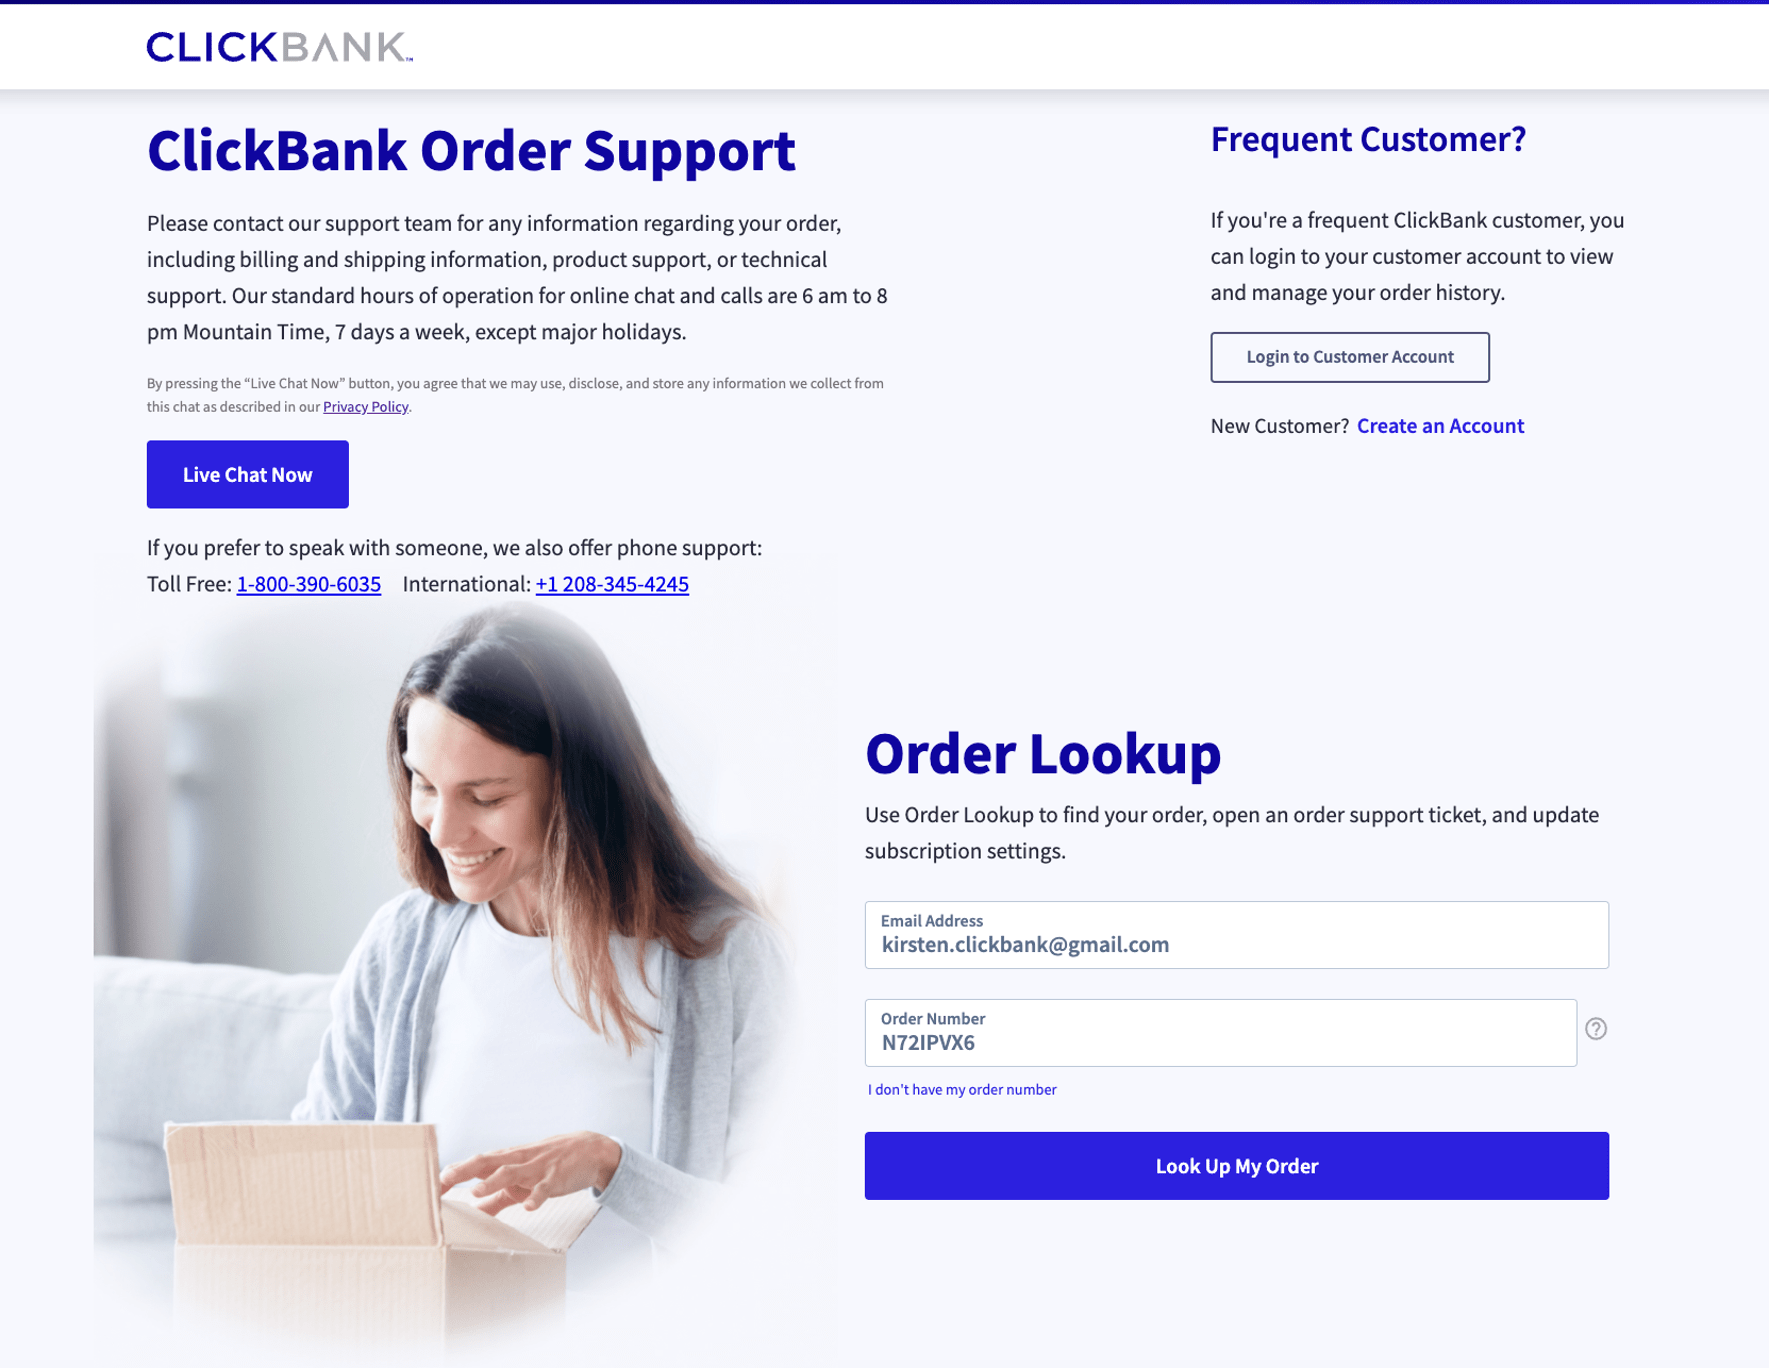 CLICKBANK™
ClickBank Order Support
Please contact our support team for any information regarding your order,
including billing and shipping information, product support, or technical
support. Our standard hours of operation for online chat and calls are 6 am to 8
pm Mountain Time, 7 days a week, except major holidays.
By pressing the “Live Chat Now” button, you agree that we may use, disclose, and store any information we collect from
this chat as described in our Privacy Policy.
Live Chat Now
If you prefer to speak with someone, we also offer phone support:
Toll Free: 1-800-390-6035 International: +1 208-345-4245
Frequent Customer?
If you're a frequent ClickBank customer, you
can login to your customer account to view
and manage your order history.
Login to Customer Account
New Customer? Create an Account
Order Lookup
Use Order Lookup to find your order, open an order support ticket, and update
subscription settings.
Email Address
kirsten.clickbank@gmail.com
Order Number
N72IPVX6
?
I don't have my order number
Look Up My Order